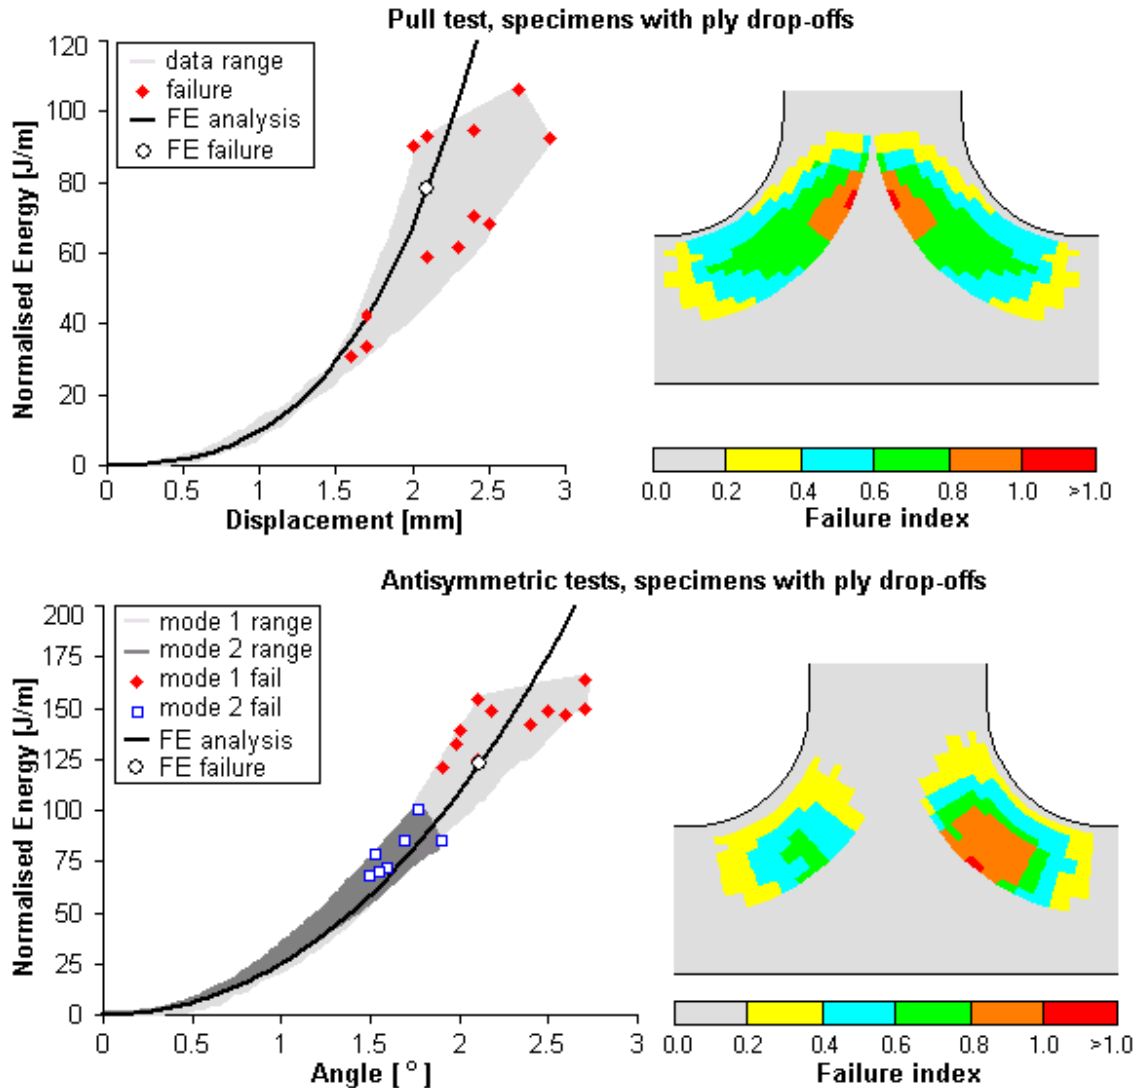 Pull test, specimens with ply drop-offs
Normalised Energy [J/m]
120
100
80
60
40
20
0
data range
failure
FE analysis
FE failure
0 0.5 1 1.5 2 2.5 3
Displacement [mm]
0.0 0.2 0.4 0.6 0.8 1.0 >1.0
Failure index
Antisymmetric tests, specimens with ply drop-offs
Normalised Energy [J/m]
200
175
150
125
100
75
50
25
0
mode 1 range
mode 2 range
mode 1 fail
mode 2 fail
FE analysis
FE failure
0 0.5 1 1.5 2 2.5 3
Angle [ ° ]
0.0 0.2 0.4 0.6 0.8 1.0 >1.0
Failure index